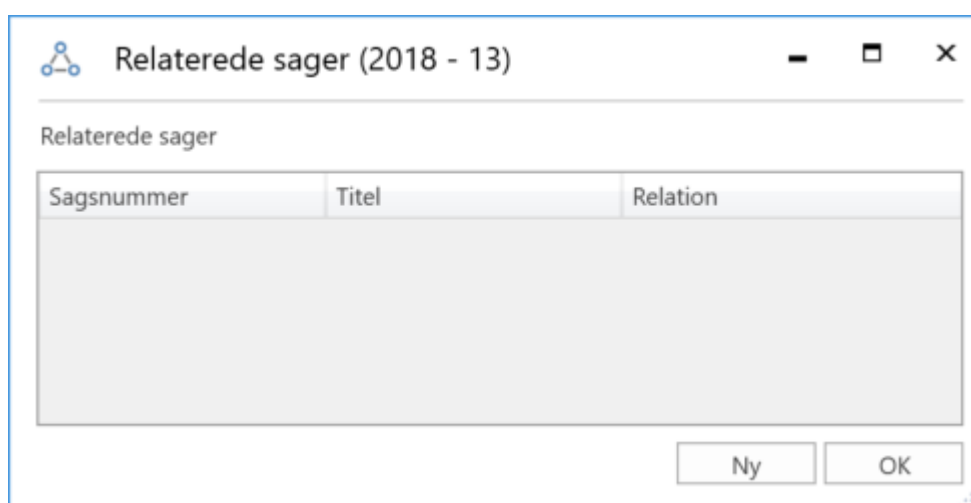 Relaterede sager (2018 - 13)
Relaterede sager
Sagsnummer Titel Relation
Ny OK